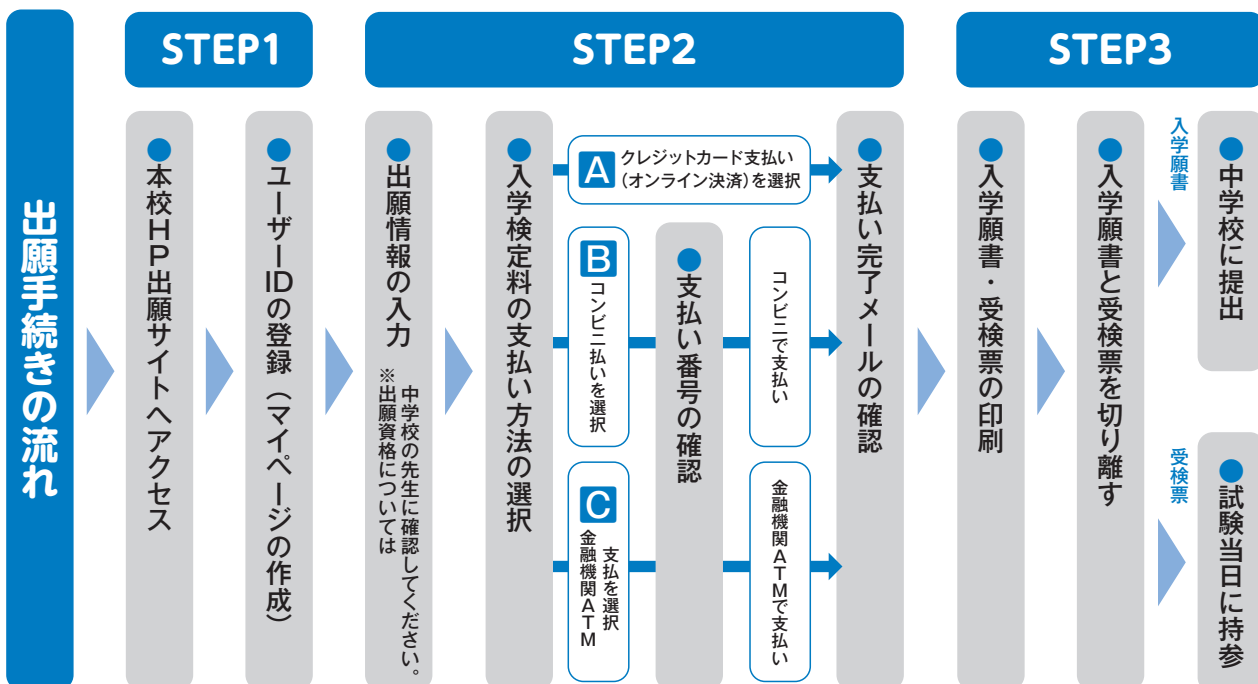 出願手続きの流れ
STEP1
●本校HP出願サイトへアクセス
●ユーザーIDの登録（マイページの作成）
STEP2
●出願情報の入力
※出願資格については
中学校の先生に確認してください。
●入学検定料の支払い方法の選択
A クレジットカード支払い
（オンライン決済）を選択
B コンビニ払いを選択
C 金融機関ATM
支払を選択
●支払い番号の確認
コンビニで支払い
金融機関ATMで支払い
●支払い完了メールの確認
STEP3
●入学願書・受検票の印刷
●入学願書と受検票を切り離す
入学願書
●中学校に提出
受検票
●試験当日に持参